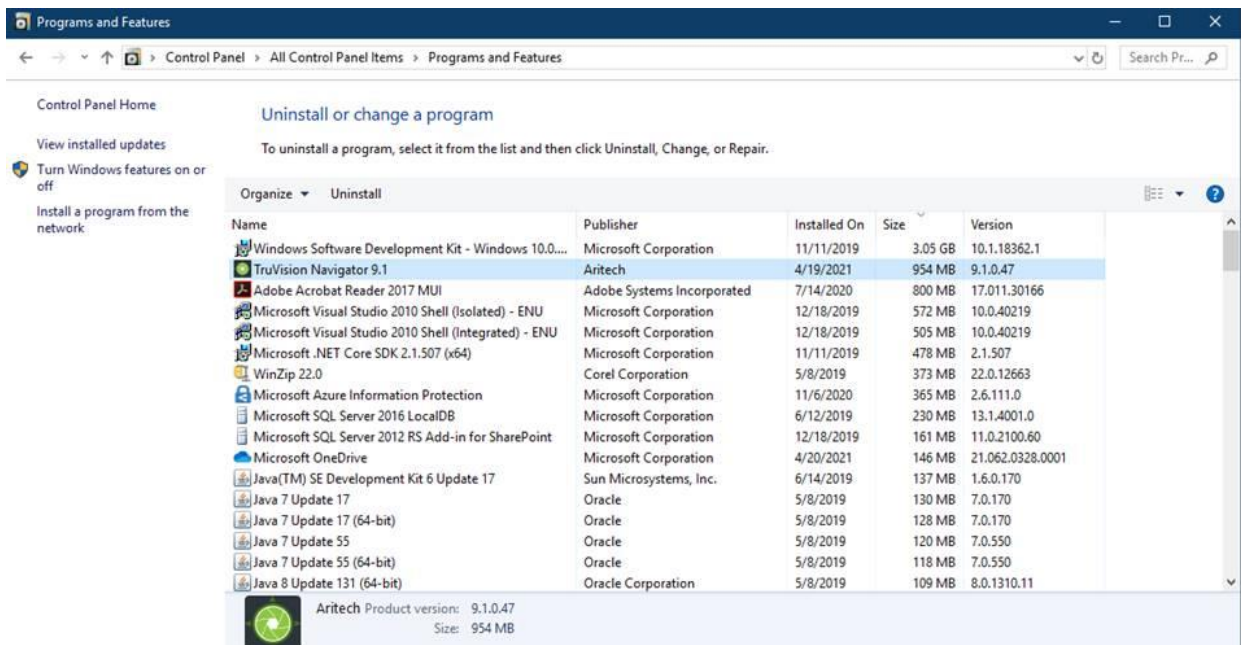 Programs and Features
Control Panel > All Control Panel Items > Programs and Features
Search Pr...
Control Panel Home
View installed updates
Turn Windows features on or
off
Install a program from the
network
Uninstall or change a program
To uninstall a program, select it from the list and then click Uninstall, Change, or Repair.
Organize Uninstall
Name Publisher Installed On Size Version
Windows Software Development Kit - Windows 10.0.... Microsoft Corporation 11/11/2019 3.05 GB 10.1.18362.1
TruVision Navigator 9.1 Aritech 4/19/2021 954 MB 9.1.0.47
Adobe Acrobat Reader 2017 MUI Adobe Systems Incorporated 7/14/2020 800 MB 17.011.30166
Microsoft Visual Studio 2010 Shell (Isolated) - ENU Microsoft Corporation 12/18/2019 572 MB 10.0.40219
Microsoft Visual Studio 2010 Shell (Integrated) - ENU Microsoft Corporation 12/18/2019 505 MB 10.0.40219
Microsoft .NET Core SDK 2.1.507 (x64) Microsoft Corporation 11/11/2019 478 MB 2.1.507
WinZip 22.0 Corel Corporation 5/8/2019 373 MB 22.0.12663
Microsoft Azure Information Protection Microsoft Corporation 11/6/2020 365 MB 2.6.111.0
Microsoft SQL Server 2016 LocalDB Microsoft Corporation 6/12/2019 230 MB 13.1.4001.0
Microsoft SQL Server 2012 RS Add-in for SharePoint Microsoft Corporation 12/18/2019 161 MB 11.0.2100.60
Microsoft OneDrive Microsoft Corporation 4/20/2021 146 MB 21.062.0328.0001
Java(TM) SE Development Kit 6 Update 17 Sun Microsystems, Inc. 6/14/2019 137 MB 1.6.0.170
Java 7 Update 17 Oracle 5/8/2019 130 MB 7.0.170
Java 7 Update 17 (64-bit) Oracle 5/8/2019 128 MB 7.0.170
Java 7 Update 55 Oracle 5/8/2019 120 MB 7.0.550
Java 7 Update 55 (64-bit) Oracle 5/8/2019 118 MB 7.0.550
Java 8 Update 131 (64-bit) Oracle Corporation 5/8/2019 109 MB 8.0.1310.11
Aritech Product version: 9.1.0.47
Size: 954 MB